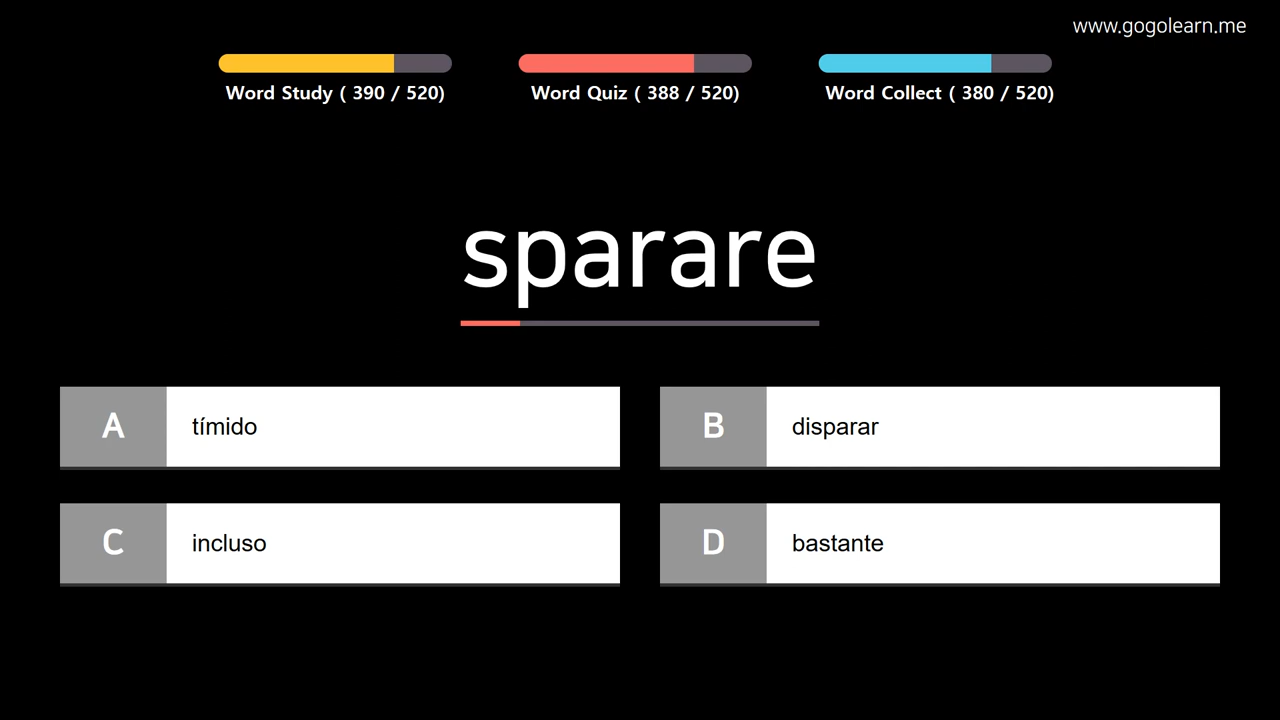 www.gogolearn.me
Word Study ( 390 / 520)
Word Quiz ( 388 / 520)
Word Collect ( 380 / 520)
sparare
A tímido
B disparar
C incluso
D bastante